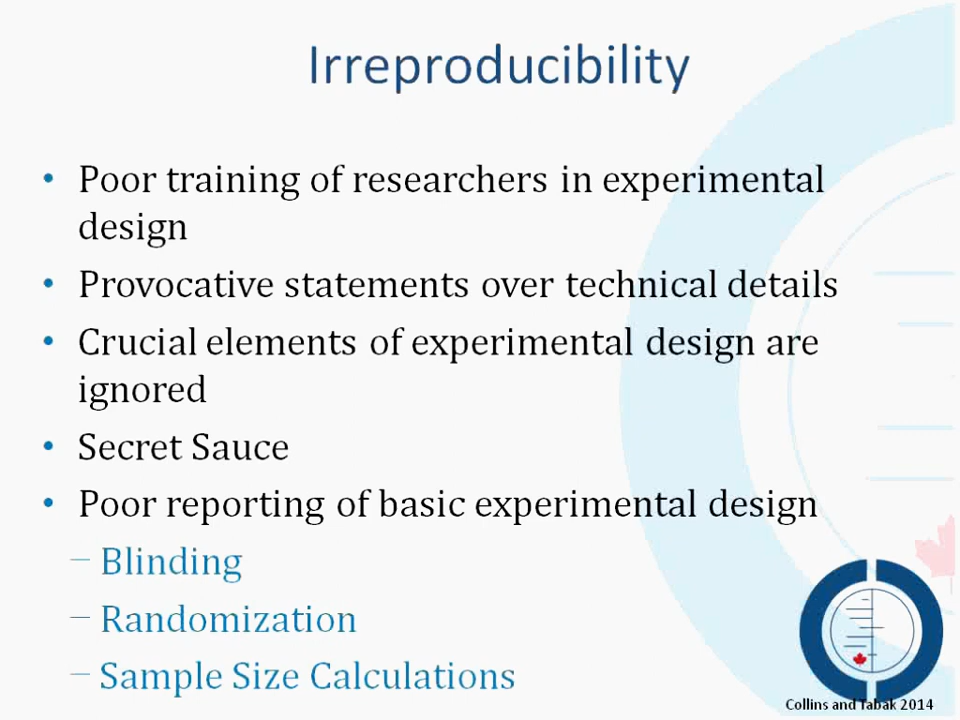 Irreproducibility
• Poor training of researchers in experimental
design
• Provocative statements over technical details
• Crucial elements of experimental design are
ignored
• Secret Sauce
• Poor reporting of basic experimental design
– Blinding
– Randomization
– Sample Size Calculations
Collins and Tabak 2014